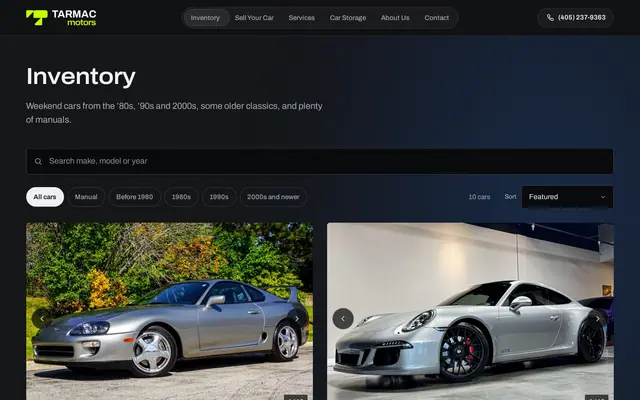 TARMAC
motors
Inventory
Sell Your Car
Services
Car Storage
About Us
Contact
(405) 237-9363
Inventory
Weekend cars from the '80s, '90s and 2000s, some older classics, and plenty
of manuals.
Search make, model or year
All cars
Manual
Before 1980
1980s
1990s
2000s and newer
10 cars
Sort
Featured